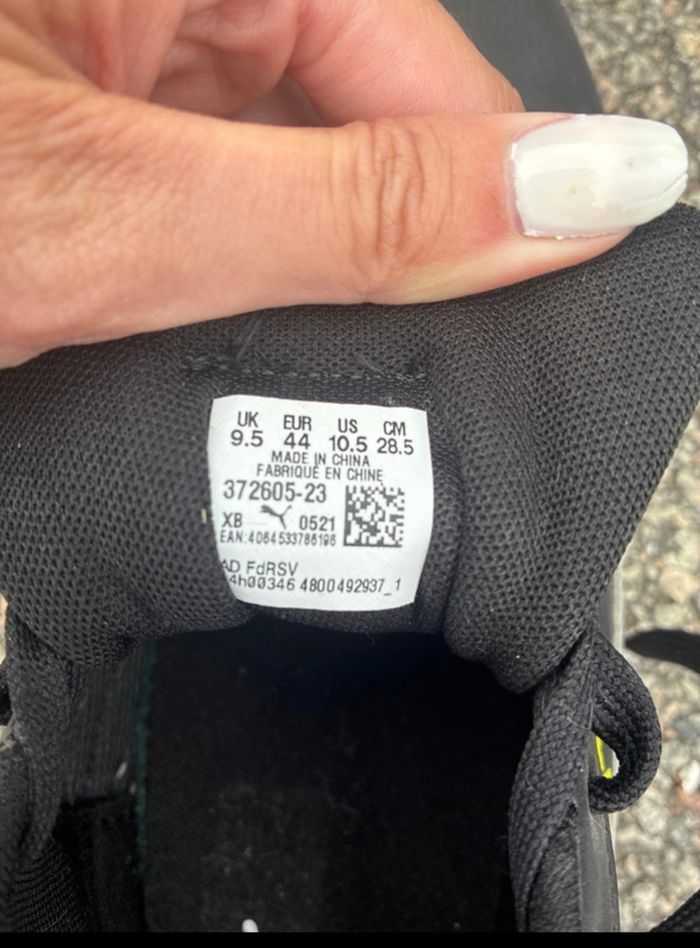 UK EUR US CM
9.5 44 10.5 28.5
MADE IN CHINA
FABRIQUÉ EN CHINE
372605-23
XB 0521
EAN:4064533786196
AD FdRSV
4h00346 4800492937_1